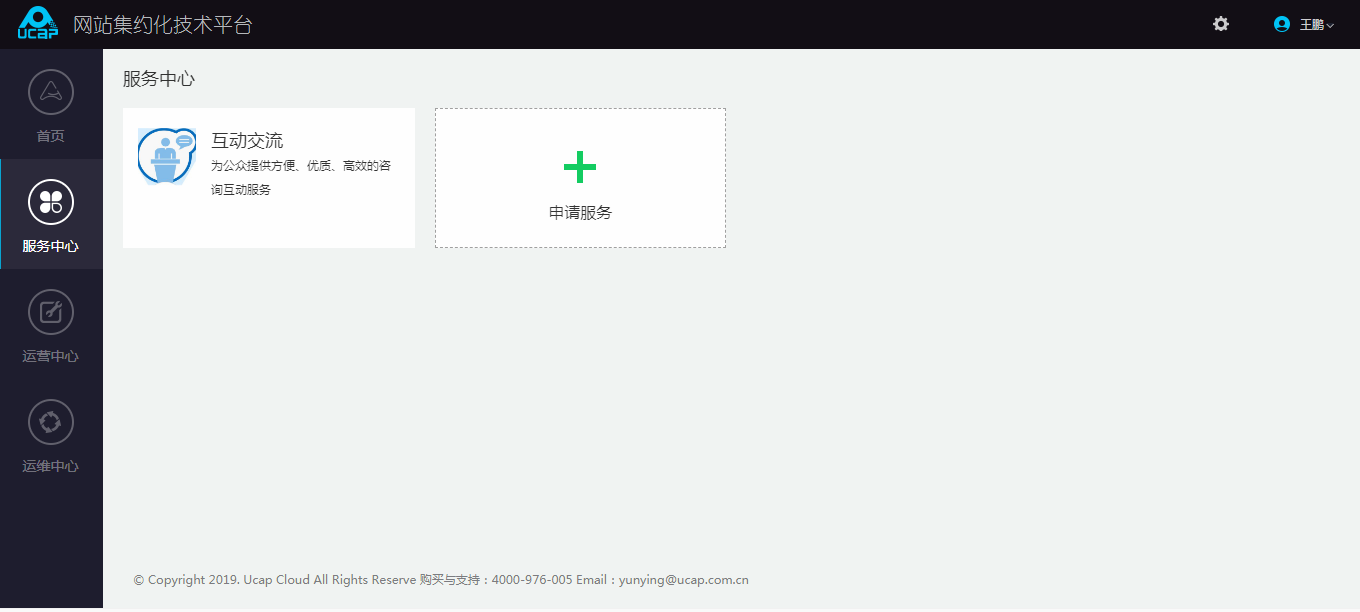 ucap 网站集约化技术平台
王鹏
首页
服务中心
运营中心
运维中心
服务中心
互动交流
为公众提供方便、优质、高效的咨
询互动服务
申请服务
© Copyright 2019. Ucap Cloud All Rights Reserve 购买与支持：4000-976-005 Email：yunying@ucap.com.cn